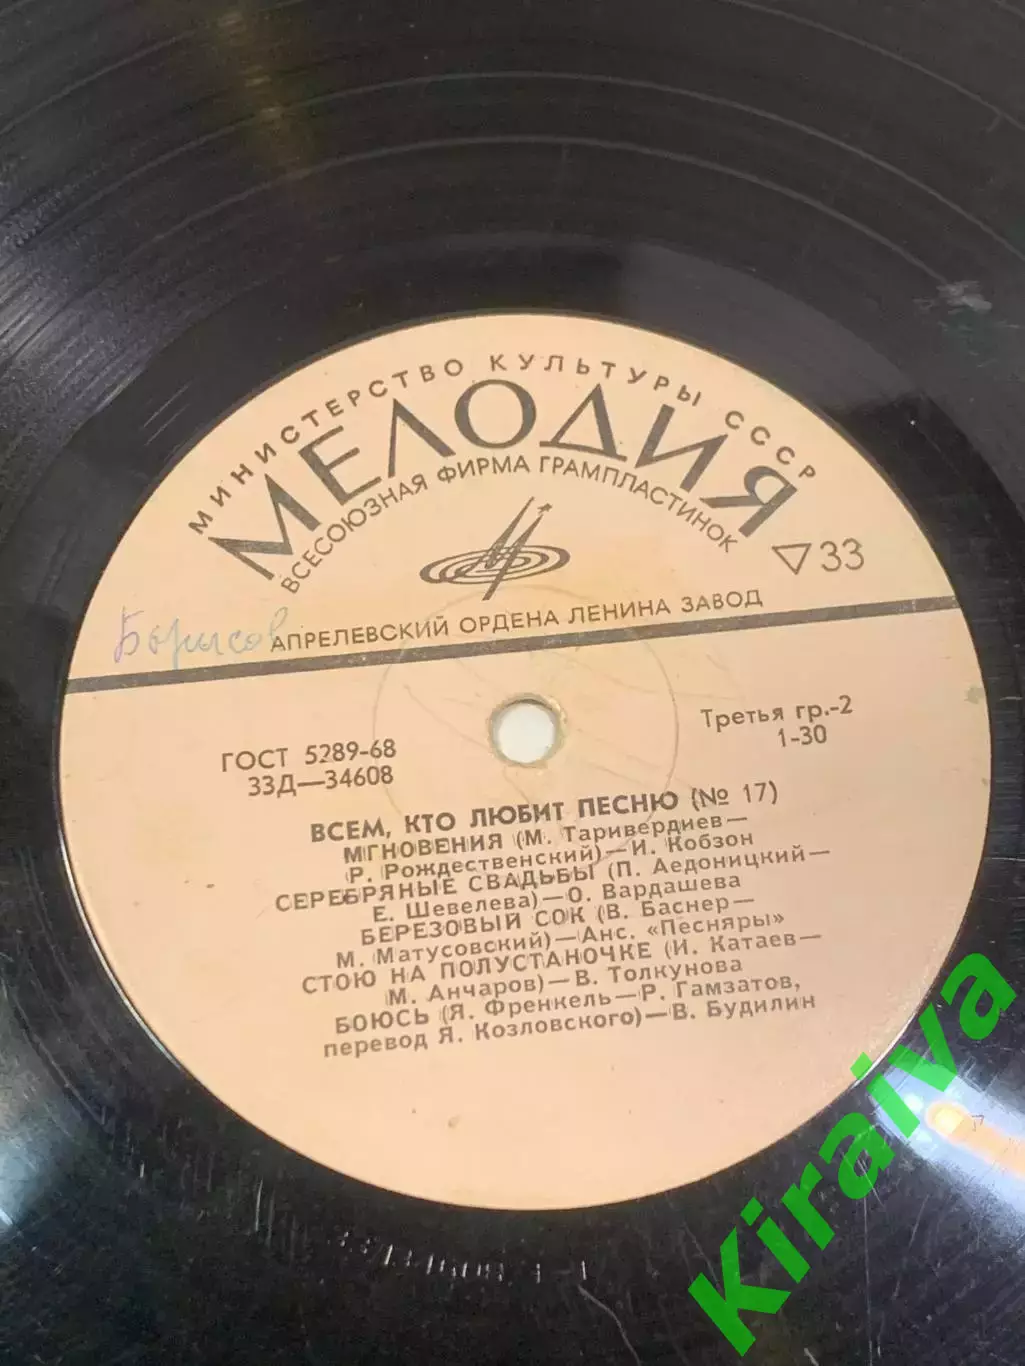 МИНИСТЕРСТВО КУЛЬТУРЫ СССР
МЕЛОДИЯ
ВСЕСОЮЗНАЯ ФИРМА ГРАМПЛАСТИНОК
▽33
Борисов
АПРЕЛЕВСКИЙ ОРДЕНА ЛЕНИНА ЗАВОД
ГОСТ 5289-68
33Д—34608
Третья гр.-2
1-30
ВСЕМ, КТО ЛЮБИТ ПЕСНЮ (№ 17)
МГНОВЕНИЯ (М. Таривердиев—
Р. Рождественский)—И. Кобзон
СЕРЕБРЯНЫЕ СВАДЬБЫ (П. Аедоницкий—
Е. Шевелева)—О. Вардашева
БЕРЕЗОВЫЙ СОК (В. Баснер—
М. Матусовский)—Анс. «Песняры»
СТОЮ НА ПОЛУСТАНОЧКЕ (И. Катаев—
М. Анчаров)—В. Толкунова
БОЮСЬ (Я. Френкель—Р. Гамзатов,
перевод Я. Козловского)—В. Будилин
Kiraiva